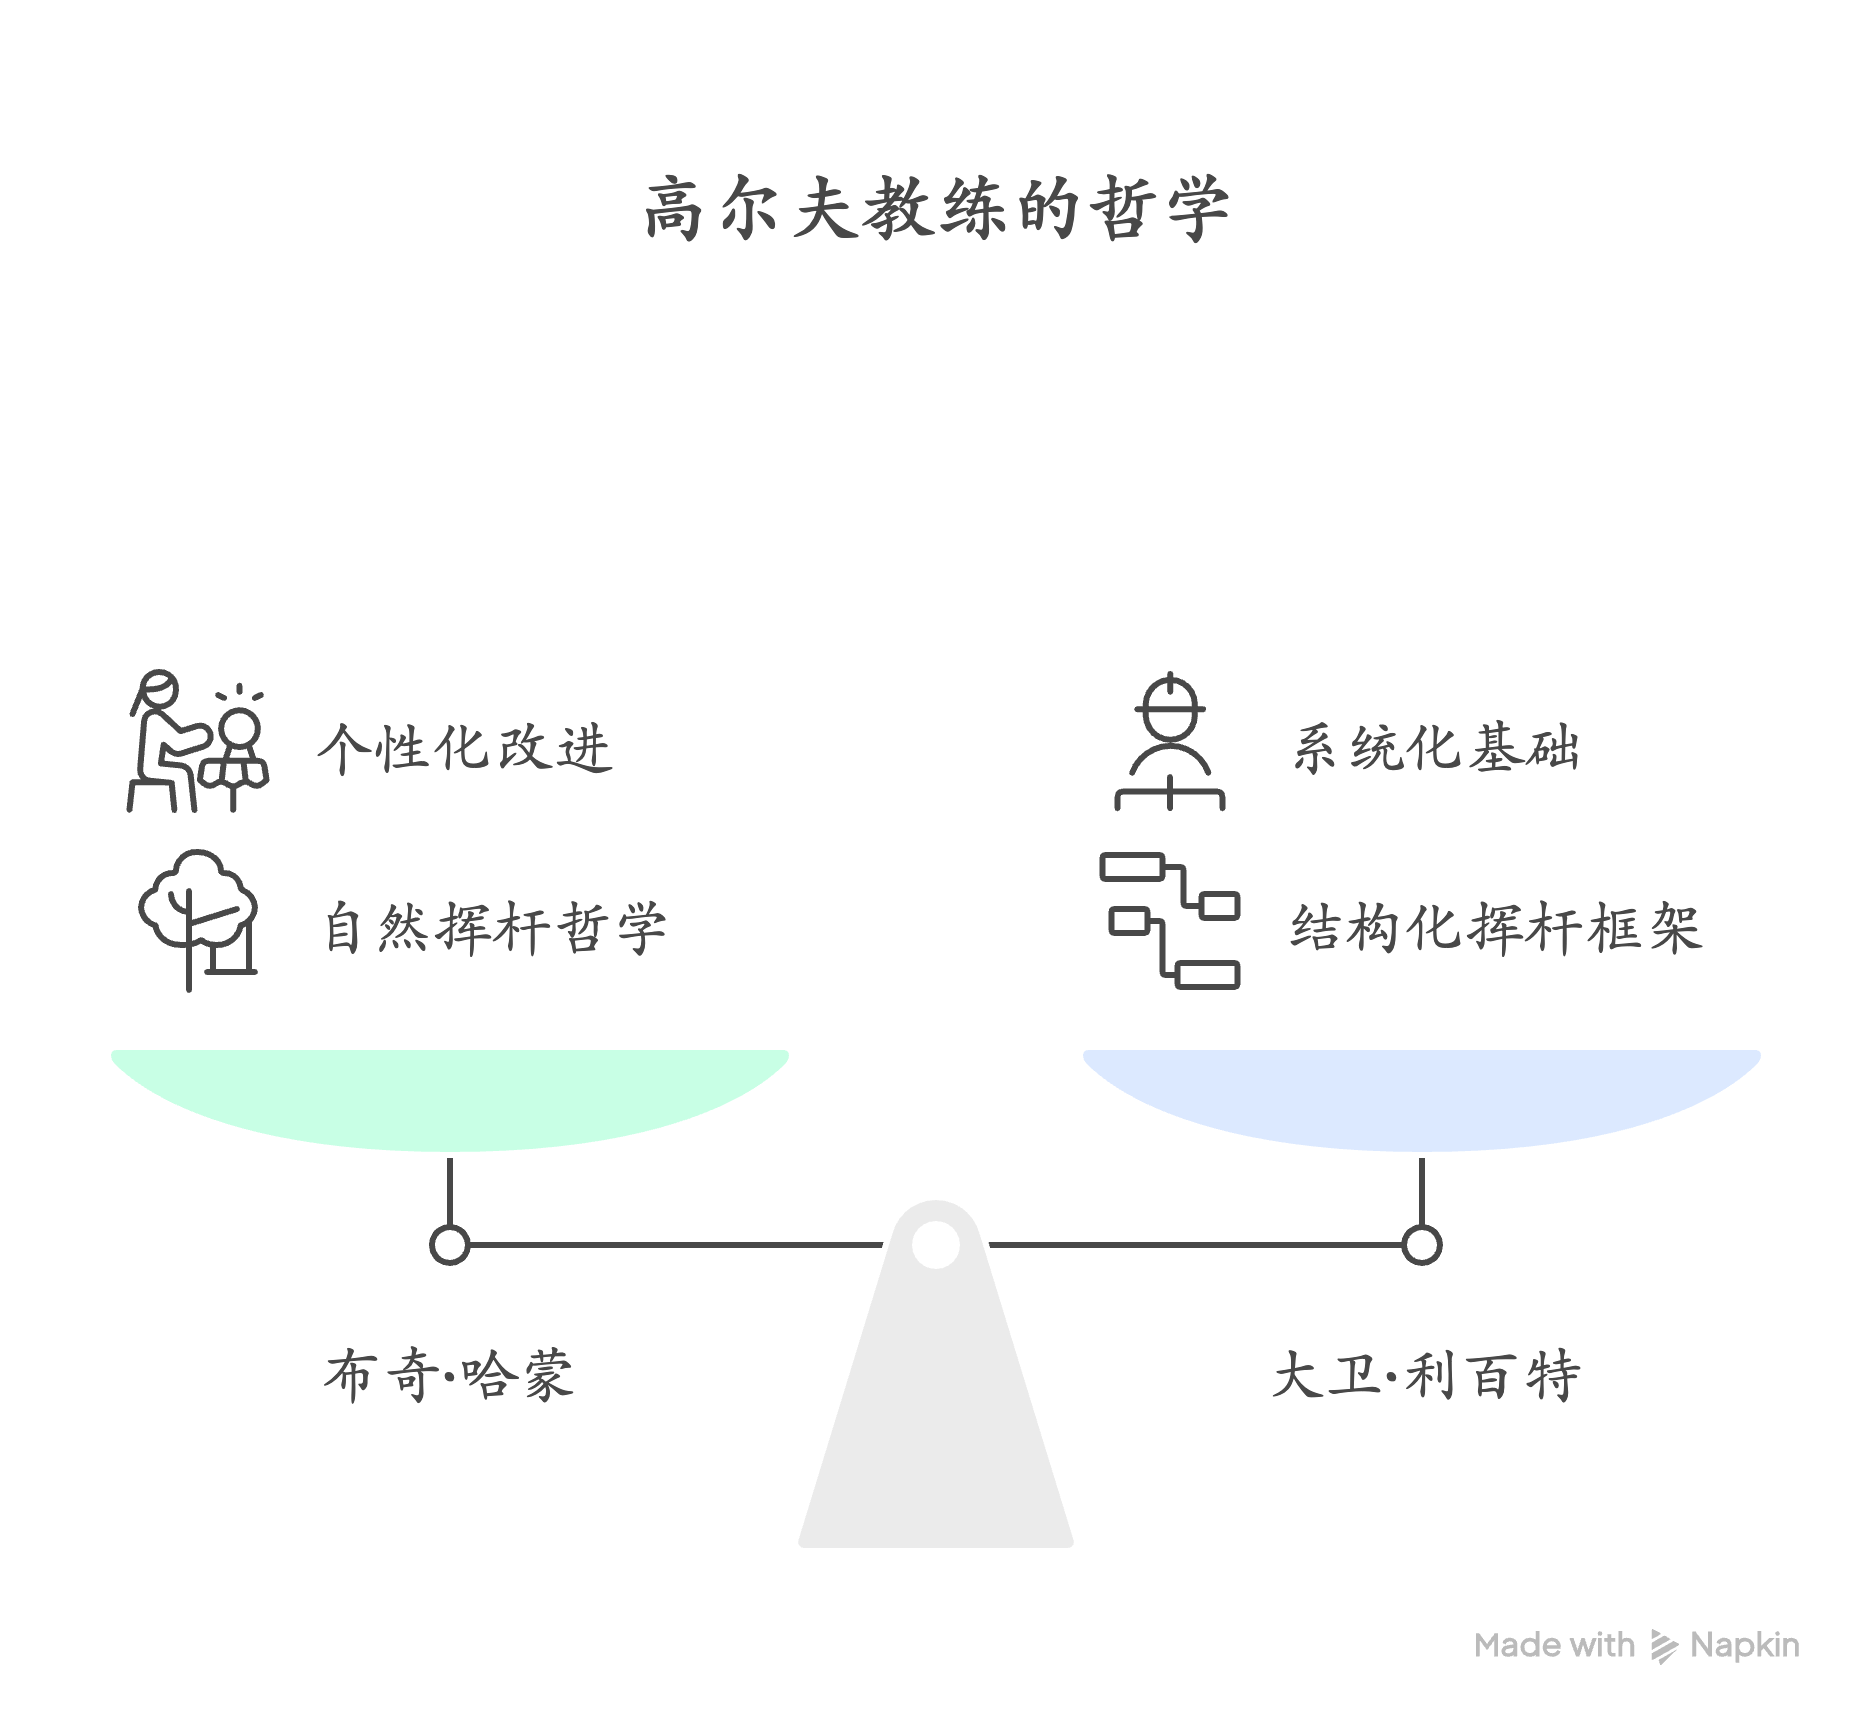 高尔夫教练的哲学
个性化改进
系统化基础
自然挥杆哲学
结构化挥杆框架
布奇·哈蒙
大卫·利百特
Made with Napkin